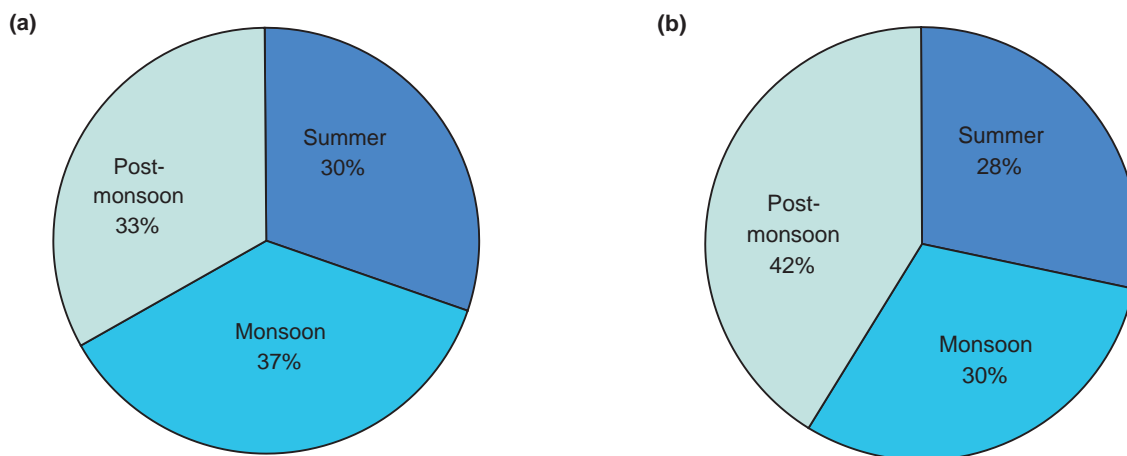 (a)
Summer
30%
Post-
monsoon
33%
Monsoon
37%
(b)
Summer
28%
Post-
monsoon
42%
Monsoon
30%